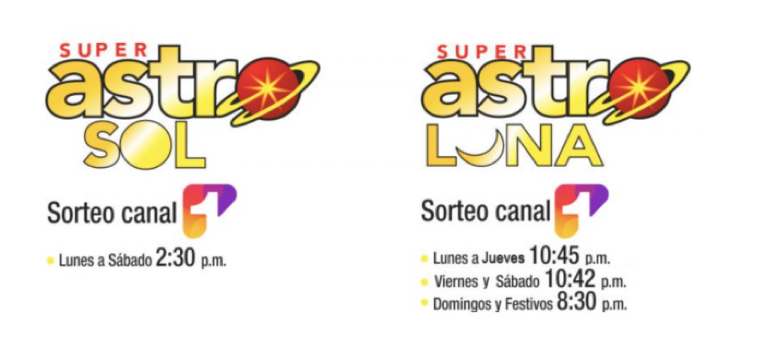 SUPER
astro
SOL
Sorteo canal 1
Lunes a Sábado 2:30 p.m.
SUPER
astro
LUNA
Sorteo canal 1
Lunes a Jueves 10:45 p.m.
Viernes y Sábado 10:42 p.m.
Domingos y Festivos 8:30 p.m.